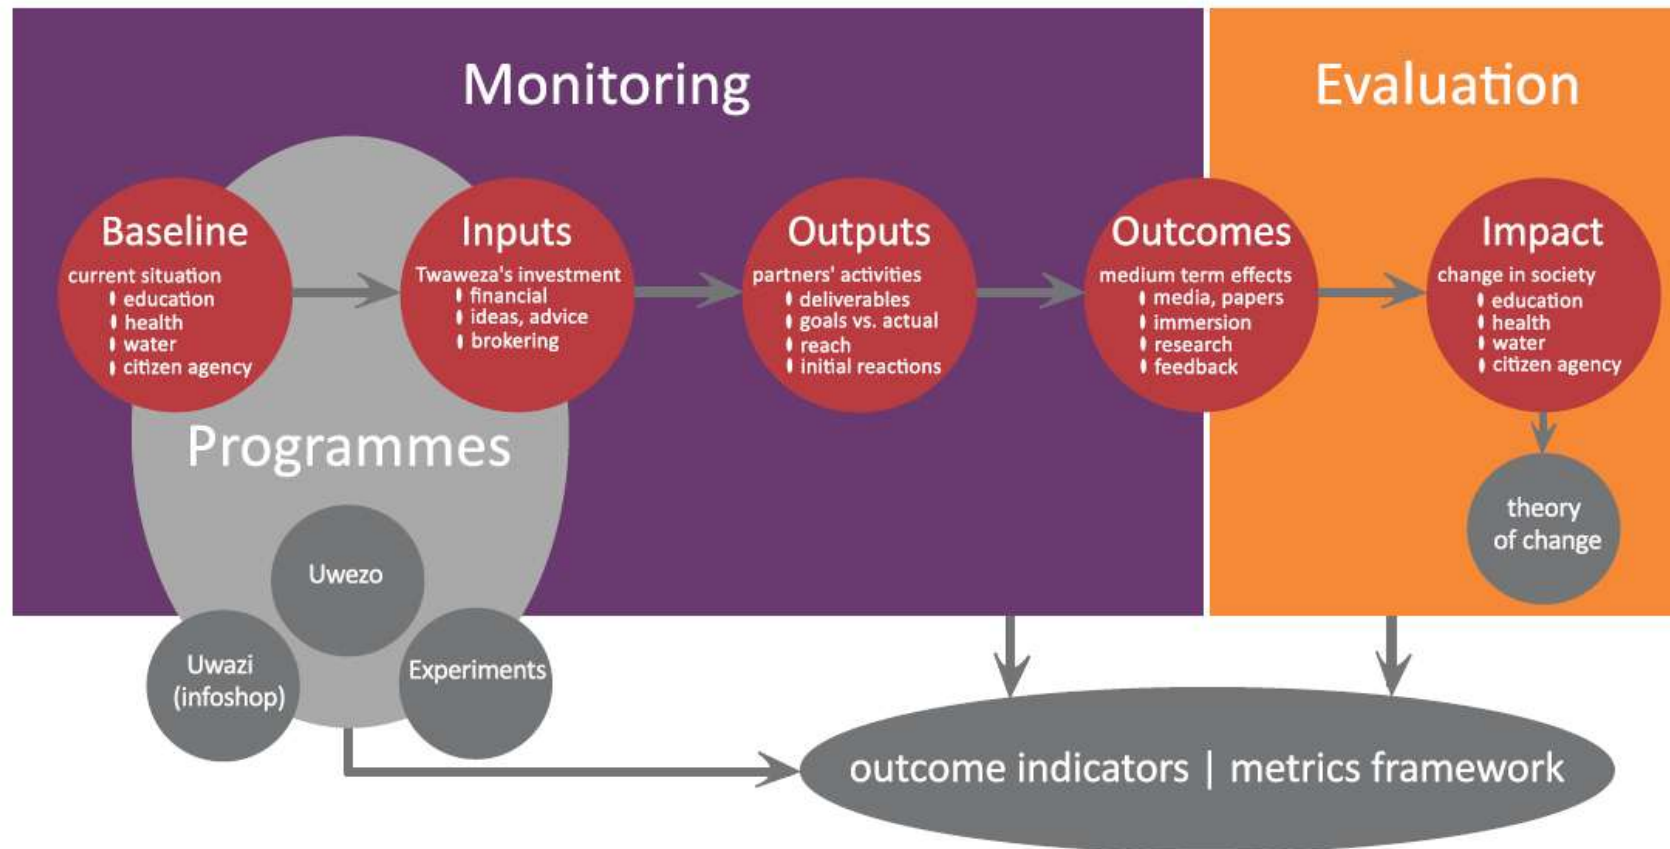 Monitoring
Evaluation
Baseline
current situation
education
health
water
citizen agency
Inputs
Twaweza's investment
financial
ideas, advice
brokering
Outputs
partners' activities
deliverables
goals vs. actual
reach
initial reactions
Outcomes
medium term effects
media, papers
immersion
research
feedback
Impact
change in society
education
health
water
citizen agency
Programmes
theory
of change
Uwezo
Uwazi
(infoshop)
Experiments
outcome indicators | metrics framework